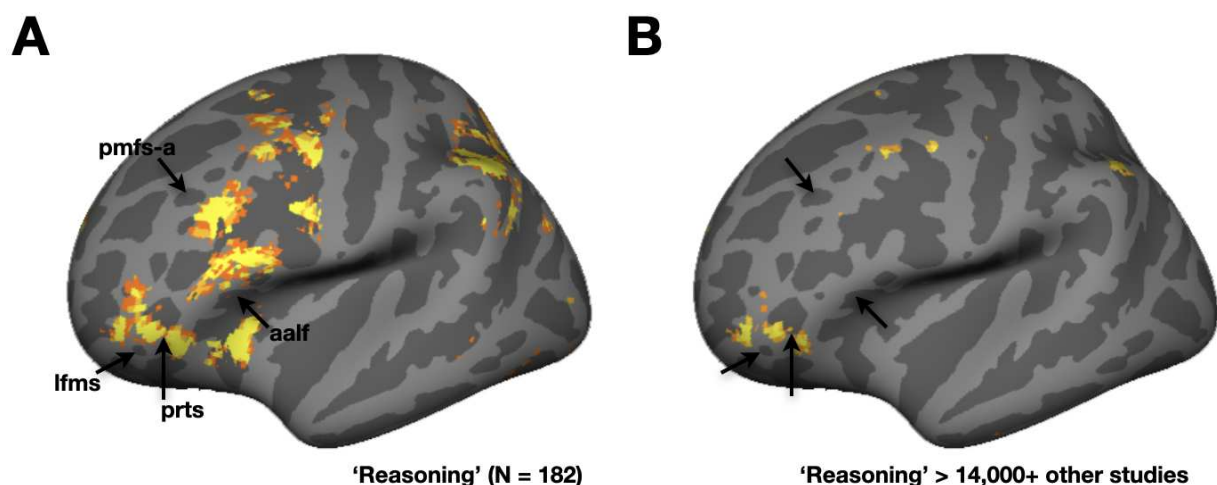 A
B
pmfs-a
aalf
lfms
prts
‘Reasoning’ (N = 182)
‘Reasoning’ > 14,000+ other studies